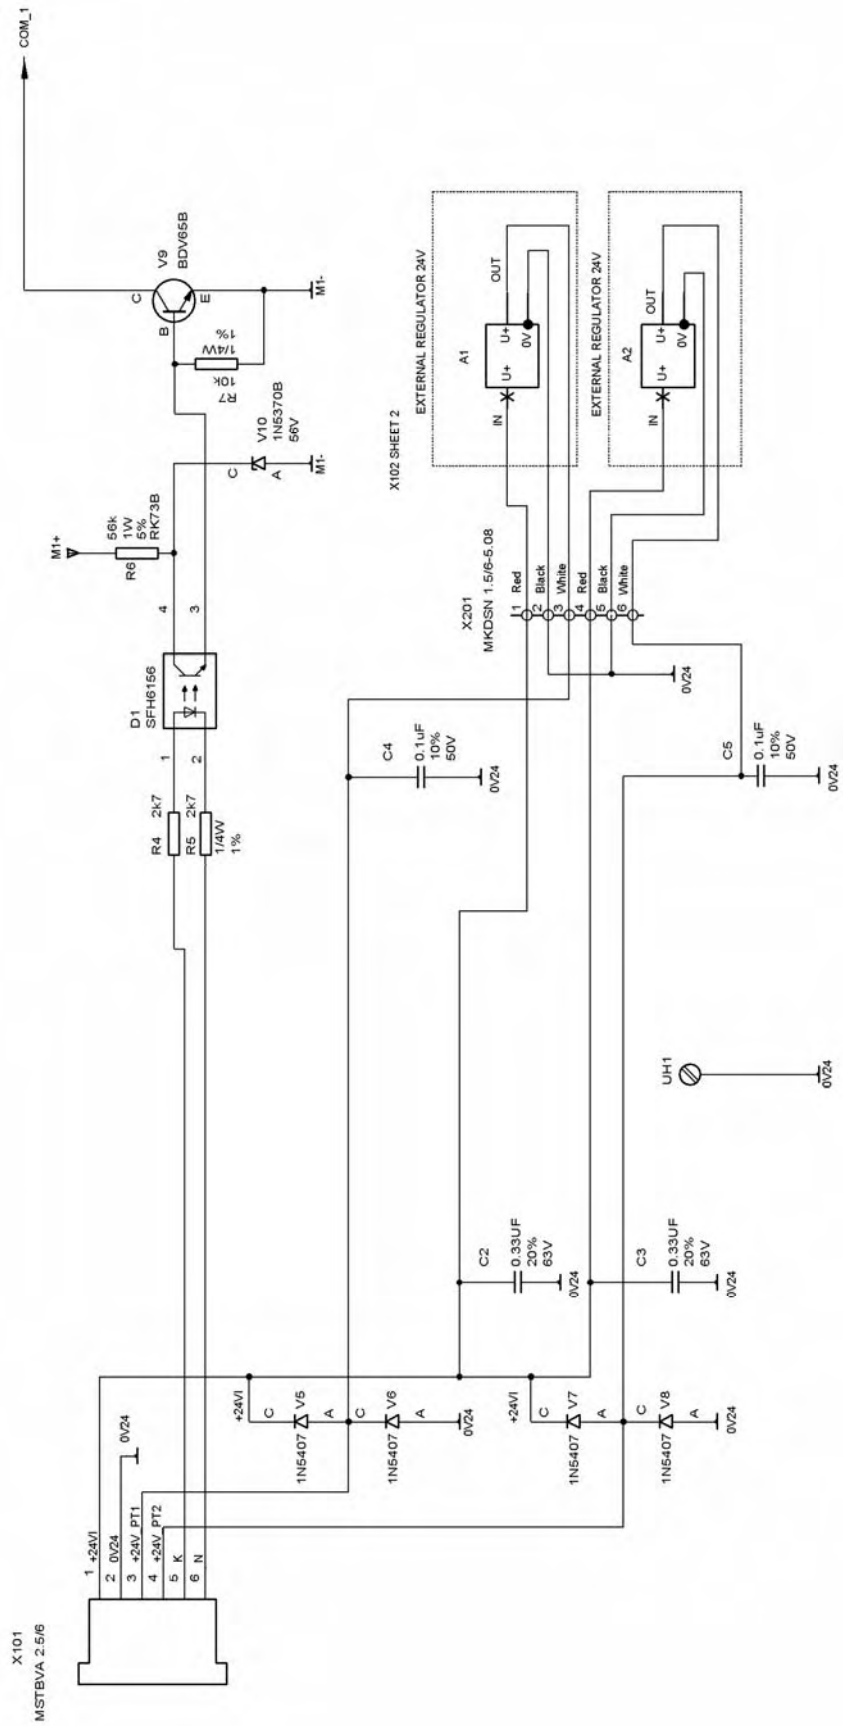 COM_1
V9
BDV65B
C
B
E
M1-
R7
10k
1/4W
1%
V10
1N5370B
56V
C
A
M1-
M1+
R6
56k
1W
5%
RK73B
4
3
D1
SFH6156
1
2
R4
2k7
R5
2k7
1/4W
1%
X102 SHEET 2
EXTERNAL REGULATOR 24V
A1
IN
U+
U+
0V
OUT
EXTERNAL REGULATOR 24V
A2
IN
U+
U+
0V
OUT
X201
MKDSN 1.5/6-5.08
1 Red
2 Black
3 White
4 Red
5 Black
6 White
0V24
C4
0.1uF
10%
50V
0V24
C5
0.1uF
10%
50V
0V24
UH1
0V24
C2
0.33UF
20%
63V
0V24
C3
0.33UF
20%
63V
0V24
+24VI
C
1N5407
V5
A
C
1N5407
V6
A
0V24
+24VI
C
1N5407
V7
A
C
1N5407
V8
A
0V24
0V24
1 +24VI
2 0V24
3 +24V_PT1
4 +24V_PT2
5 K
6 N
X101
MSTBVA 2.5/6